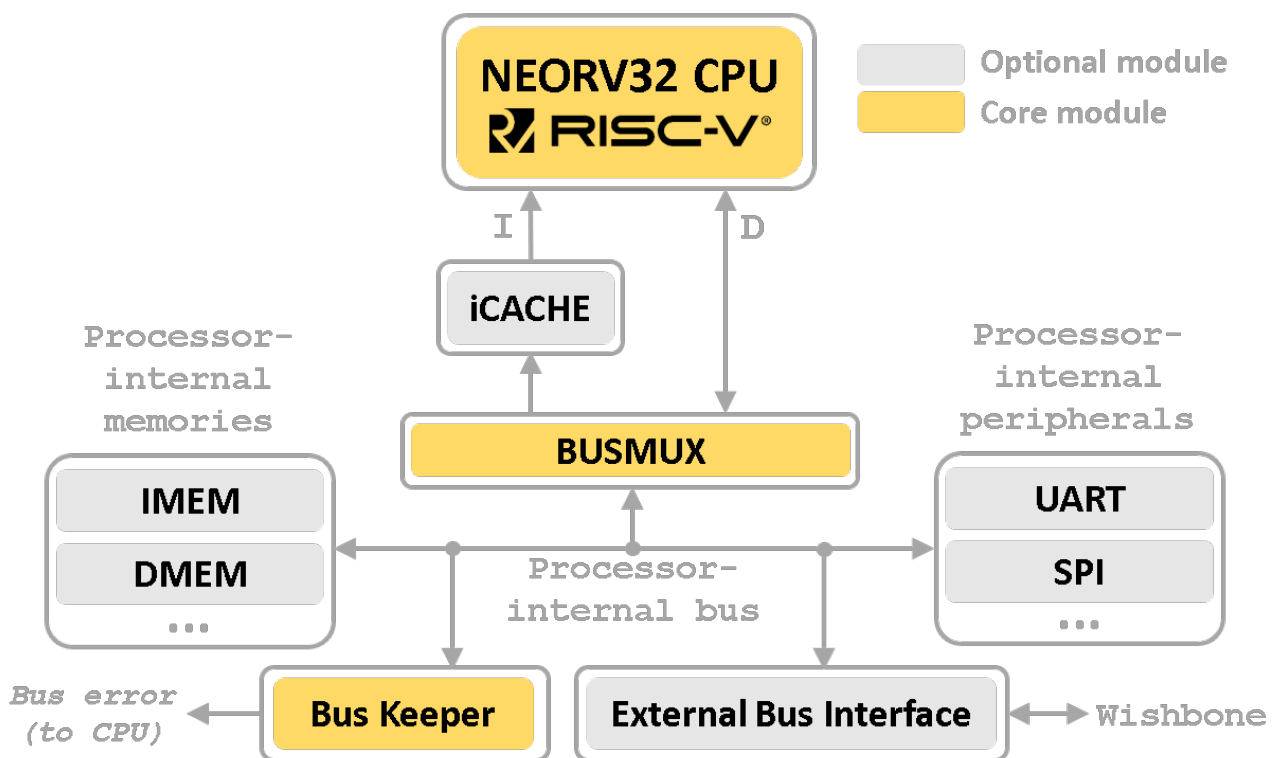 NEORV32 CPU
RISC-V®
Optional module
Core module
I
D
iCACHE
Processor-
internal
memories
Processor-
internal
peripherals
BUSMUX
IMEM
DMEM
...
UART
SPI
...
Processor-
internal bus
Bus error
(to CPU)
Bus Keeper
External Bus Interface
Wishbone